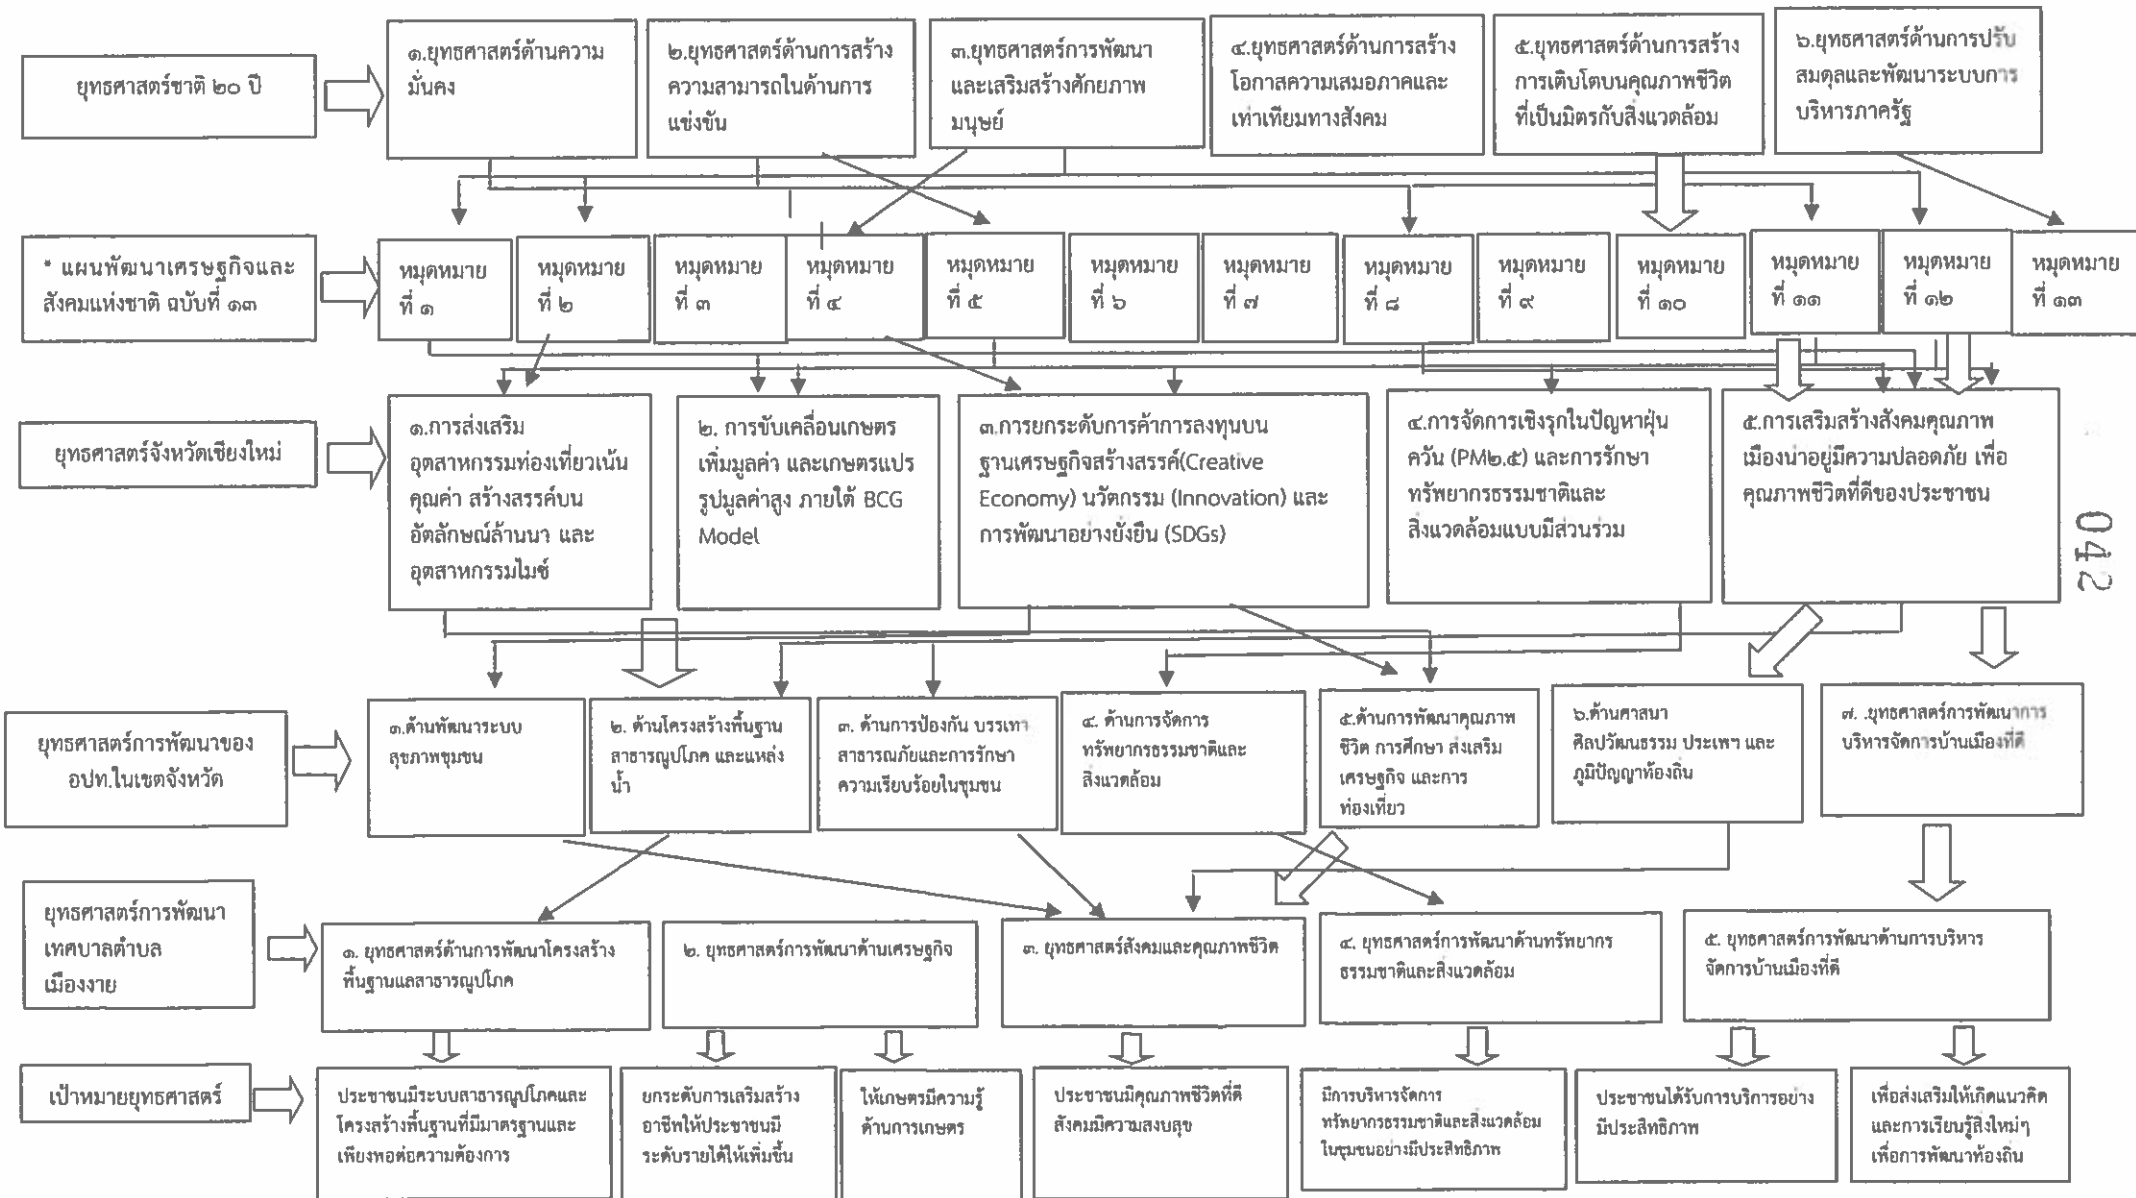 ยุทธศาสตร์ชาติ ๒๐ ปี
๑.ยุทธศาสตร์ด้านความ
มั่นคง
๒.ยุทธศาสตร์ด้านการสร้าง
ความสามารถในด้านการ
แข่งขัน
๓.ยุทธศาสตร์การพัฒนา
และเสริมสร้างศักยภาพ
มนุษย์
๔.ยุทธศาสตร์ด้านการสร้าง
โอกาสความเสมอภาคและ
เท่าเทียมทางสังคม
๕.ยุทธศาสตร์ด้านการสร้าง
การเติบโตบนคุณภาพชีวิต
ที่เป็นมิตรกับสิ่งแวดล้อม
๖.ยุทธศาสตร์ด้านการปรับ
สมดุลและพัฒนาระบบการ
บริหารภาครัฐ
* แผนพัฒนาเศรษฐกิจและ
สังคมแห่งชาติ ฉบับที่ ๑๓
หมุดหมาย
ที่ ๑
หมุดหมาย
ที่ ๒
หมุดหมาย
ที่ ๓
หมุดหมาย
ที่ ๔
หมุดหมาย
ที่ ๕
หมุดหมาย
ที่ ๖
หมุดหมาย
ที่ ๗
หมุดหมาย
ที่ ๘
หมุดหมาย
ที่ ๙
หมุดหมาย
ที่ ๑๐
หมุดหมาย
ที่ ๑๑
หมุดหมาย
ที่ ๑๒
หมุดหมาย
ที่ ๑๓
ยุทธศาสตร์จังหวัดเชียงใหม่
๑.การส่งเสริม
อุตสาหกรรมท่องเที่ยวเน้น
คุณค่า สร้างสรรค์บน
อัตลักษณ์ล้านนา และ
อุตสาหกรรมไมซ์
๒. การขับเคลื่อนเกษตร
เพิ่มมูลค่า และเกษตรแปร
รูปมูลค่าสูง ภายใต้ BCG
Model
๓.การยกระดับการค้าการลงทุนบน
ฐานเศรษฐกิจสร้างสรรค์(Creative
Economy) นวัตกรรม (Innovation) และ
การพัฒนาอย่างยั่งยืน (SDGs)
๔.การจัดการเชิงรุกในปัญหาฝุ่น
ควัน (PM๒.๕) และการรักษา
ทรัพยากรธรรมชาติและ
สิ่งแวดล้อมแบบมีส่วนร่วม
๕.การเสริมสร้างสังคมคุณภาพ
เมืองน่าอยู่มีความปลอดภัย เพื่อ
คุณภาพชีวิตที่ดีของประชาชน
042
ยุทธศาสตร์การพัฒนาของ
อปท.ในเขตจังหวัด
๑.ด้านพัฒนาระบบ
สุขภาพชุมชน
๒. ด้านโครงสร้างพื้นฐาน
สาธารณูปโภค และแหล่ง
น้ำ
๓. ด้านการป้องกัน บรรเทา
สาธารณภัยและการรักษา
ความเรียบร้อยในชุมชน
๔. ด้านการจัดการ
ทรัพยากรธรรมชาติและ
สิ่งแวดล้อม
๕.ด้านการพัฒนาคุณภาพ
ชีวิต การศึกษา ส่งเสริม
เศรษฐกิจ และการ
ท่องเที่ยว
๖.ด้านศาสนา
ศิลปวัฒนธรรม ประเพฯ และ
ภูมิปัญญาท้องถิ่น
๗. .ยุทธศาสตร์การพัฒนาการ
บริหารจัดการบ้านเมืองที่ดี
ยุทธศาสตร์การพัฒนา
เทศบาลตำบล
เมืองงาย
๑. ยุทธศาสตร์ด้านการพัฒนาโครงสร้าง
พื้นฐานแลสาธารณูปโภค
๒. ยุทธศาสตร์การพัฒนาด้านเศรษฐกิจ
๓. ยุทธศาสตร์สังคมและคุณภาพชีวิต
๔. ยุทธศาสตร์การพัฒนาด้านทรัพยากร
ธรรมชาติและสิ่งแวดล้อม
๕. ยุทธศาสตร์การพัฒนาด้านการบริหาร
จัดการบ้านเมืองที่ดี
เป้าหมายยุทธศาสตร์
ประชาชนมีระบบสาธารณูปโภคและ
โครงสร้างพื้นฐานที่มีมาตรฐานและ
เพียงพอต่อความต้องการ
ยกระดับการเสริมสร้าง
อาชีพให้ประชาชนมี
ระดับรายได้ให้เพิ่มขึ้น
ให้เกษตรมีความรู้
ด้านการเกษตร
ประชาชนมีคุณภาพชีวิตที่ดี
สังคมมีความสงบสุข
มีการบริหารจัดการ
ทรัพยากรธรรมชาติและสิ่งแวดล้อม
ในชุมชนอย่างมีประสิทธิภาพ
ประชาชนได้รับการบริการอย่าง
มีประสิทธิภาพ
เพื่อส่งเสริมให้เกิดแนวคิด
และการเรียนรู้สิ่งใหม่ๆ
เพื่อการพัฒนาท้องถิ่น